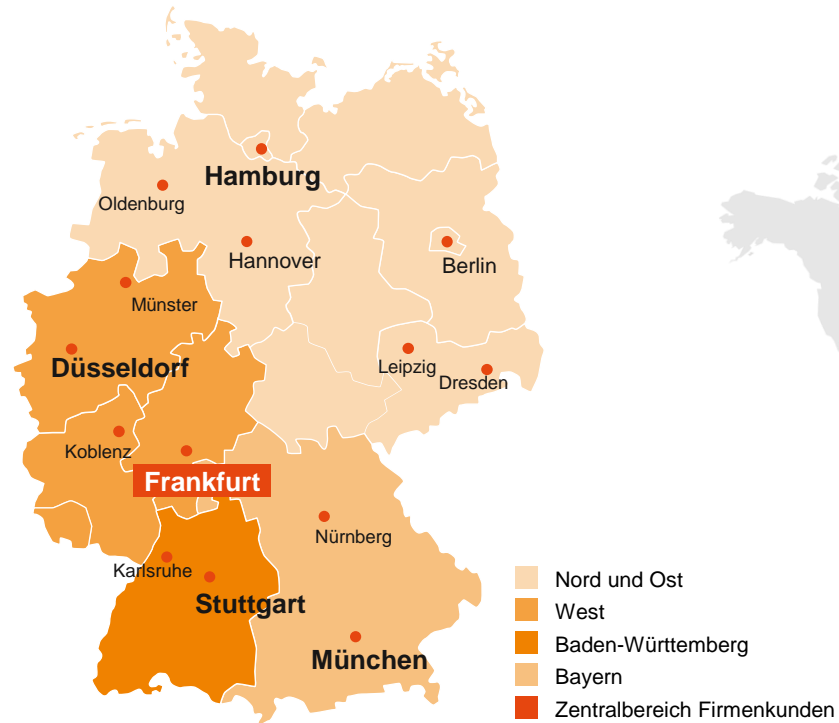 Hamburg
Oldenburg
Hannover
Berlin
Münster
Düsseldorf
Leipzig
Dresden
Koblenz
Frankfurt
Nürnberg
Karlsruhe
Stuttgart
München
Nord und Ost
West
Baden-Württemberg
Bayern
Zentralbereich Firmenkunden